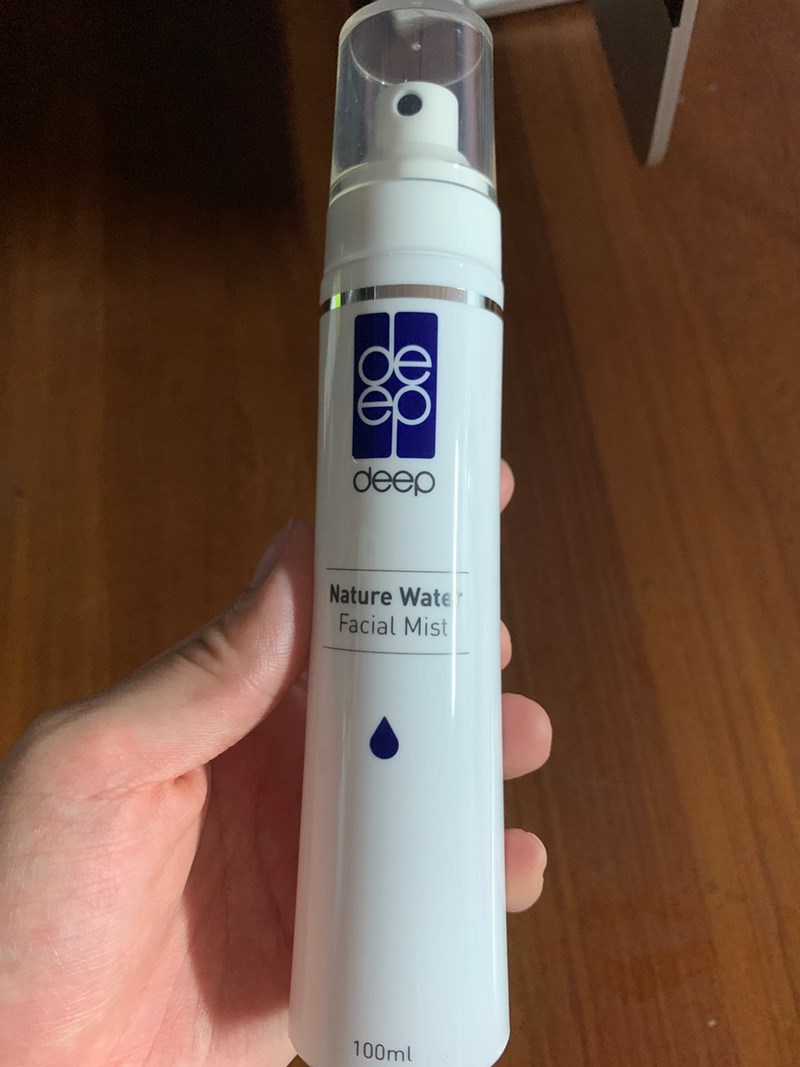 de
ep
deep
Nature Water
Facial Mist
100ml